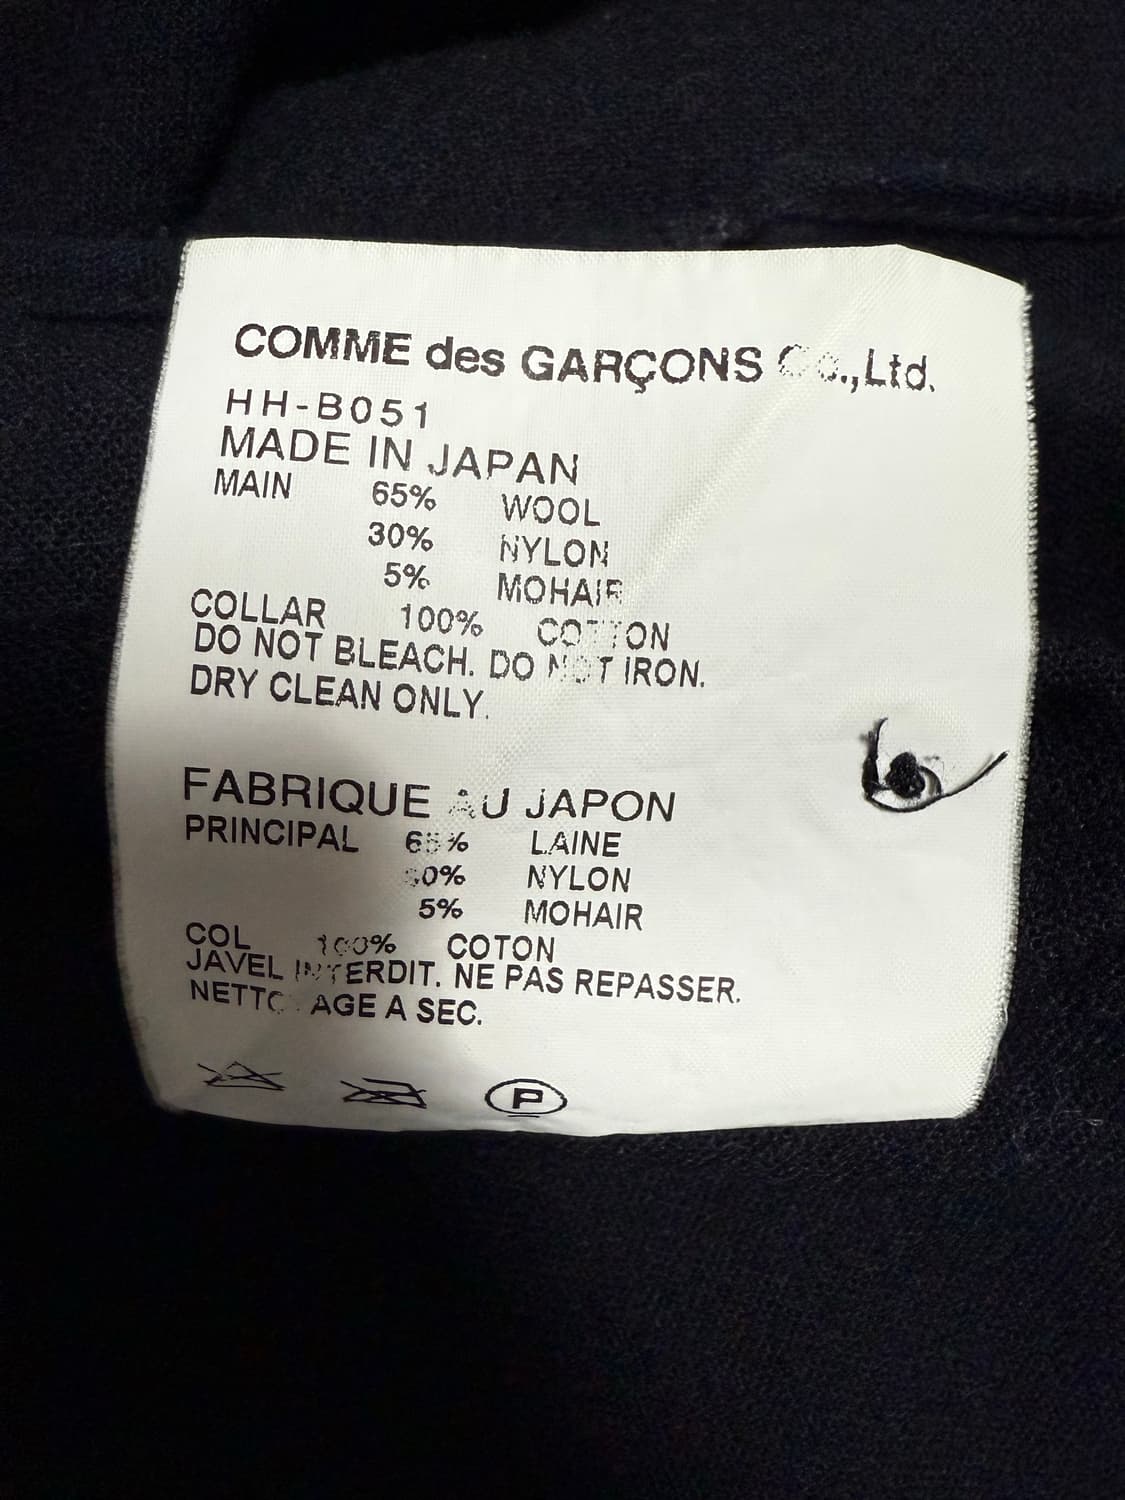 COMME des GARÇONS Co.,Ltd.
HH-B051
MADE IN JAPAN
MAIN 65% WOOL
30% NYLON
5% MOHAIR
COLLAR 100% COTTON
DO NOT BLEACH. DO NOT IRON.
DRY CLEAN ONLY.
FABRIQUE AU JAPON
PRINCIPAL 65% LAINE
30% NYLON
5% MOHAIR
COL 100% COTON
JAVEL INTERDIT. NE PAS REPASSER.
NETTOYAGE A SEC.
P